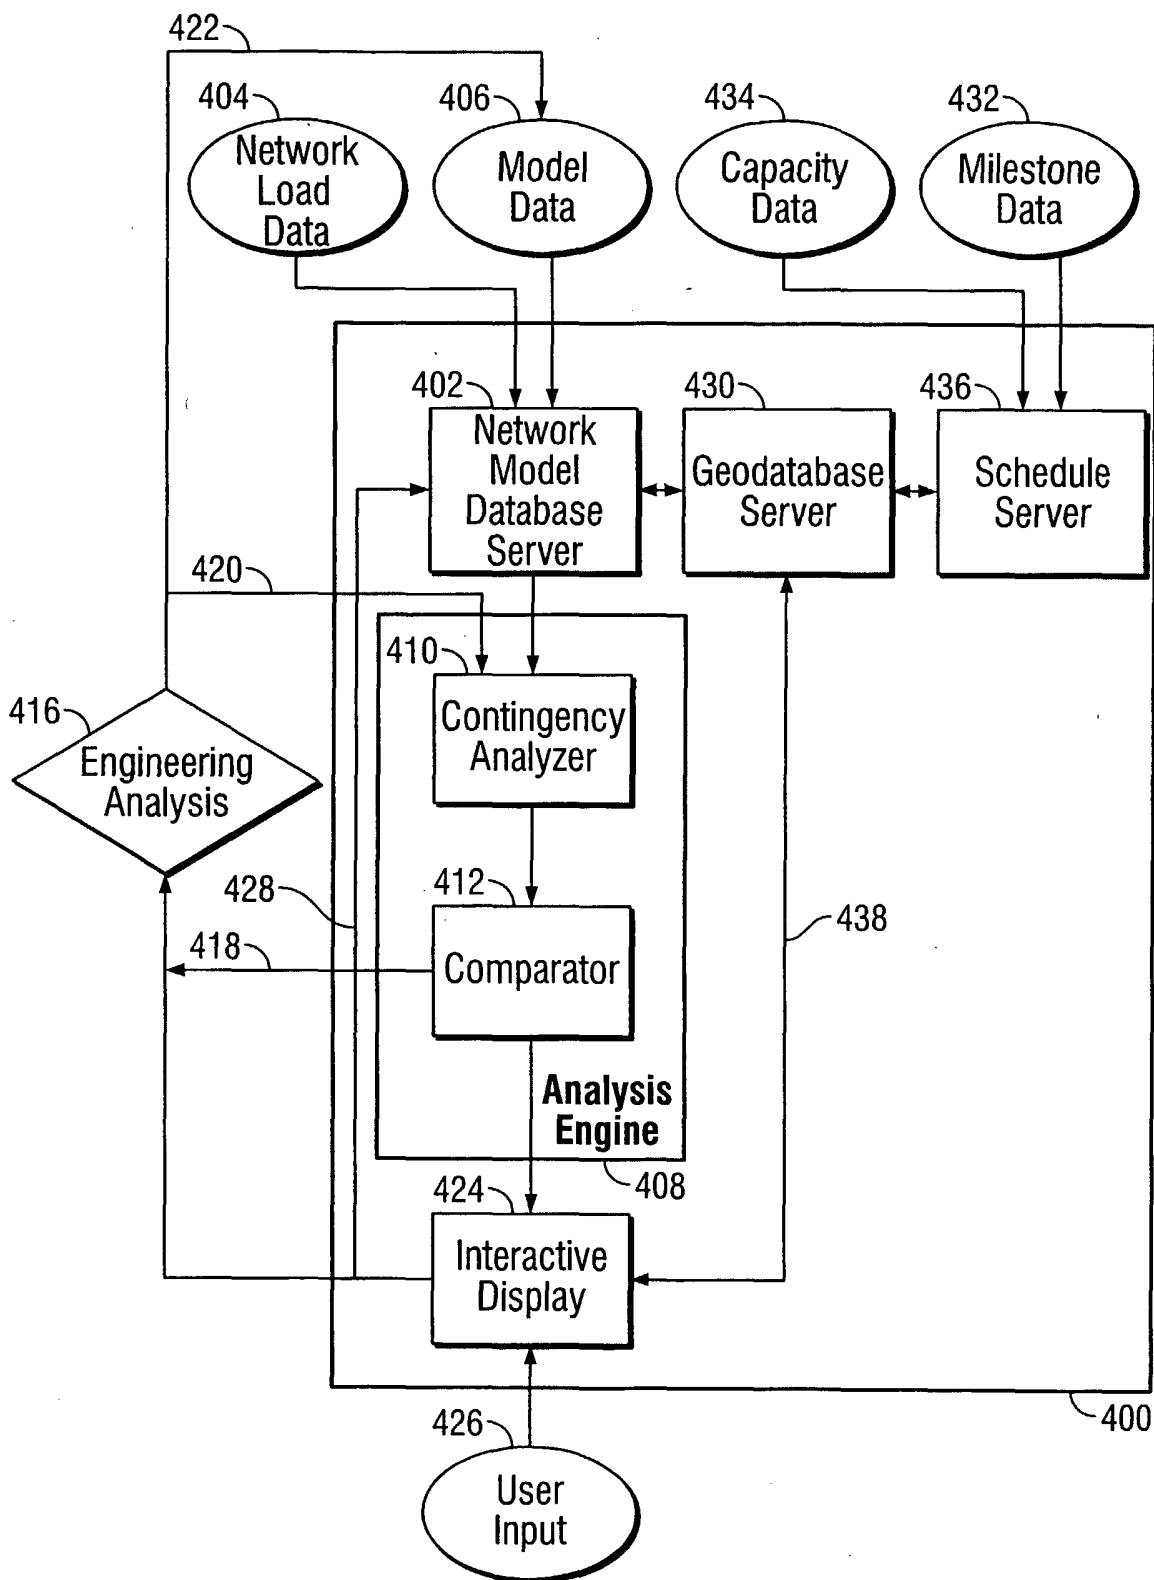 422
404
406
434
432
Network
Load
Data
Model
Data
Capacity
Data
Milestone
Data
402
430
436
Network
Model
Database
Server
Geodatabase
Server
Schedule
Server
420
410
Contingency
Analyzer
416
Engineering
Analysis
428
412
438
418
Comparator
Analysis
Engine
408
424
Interactive
Display
400
426
User
Input